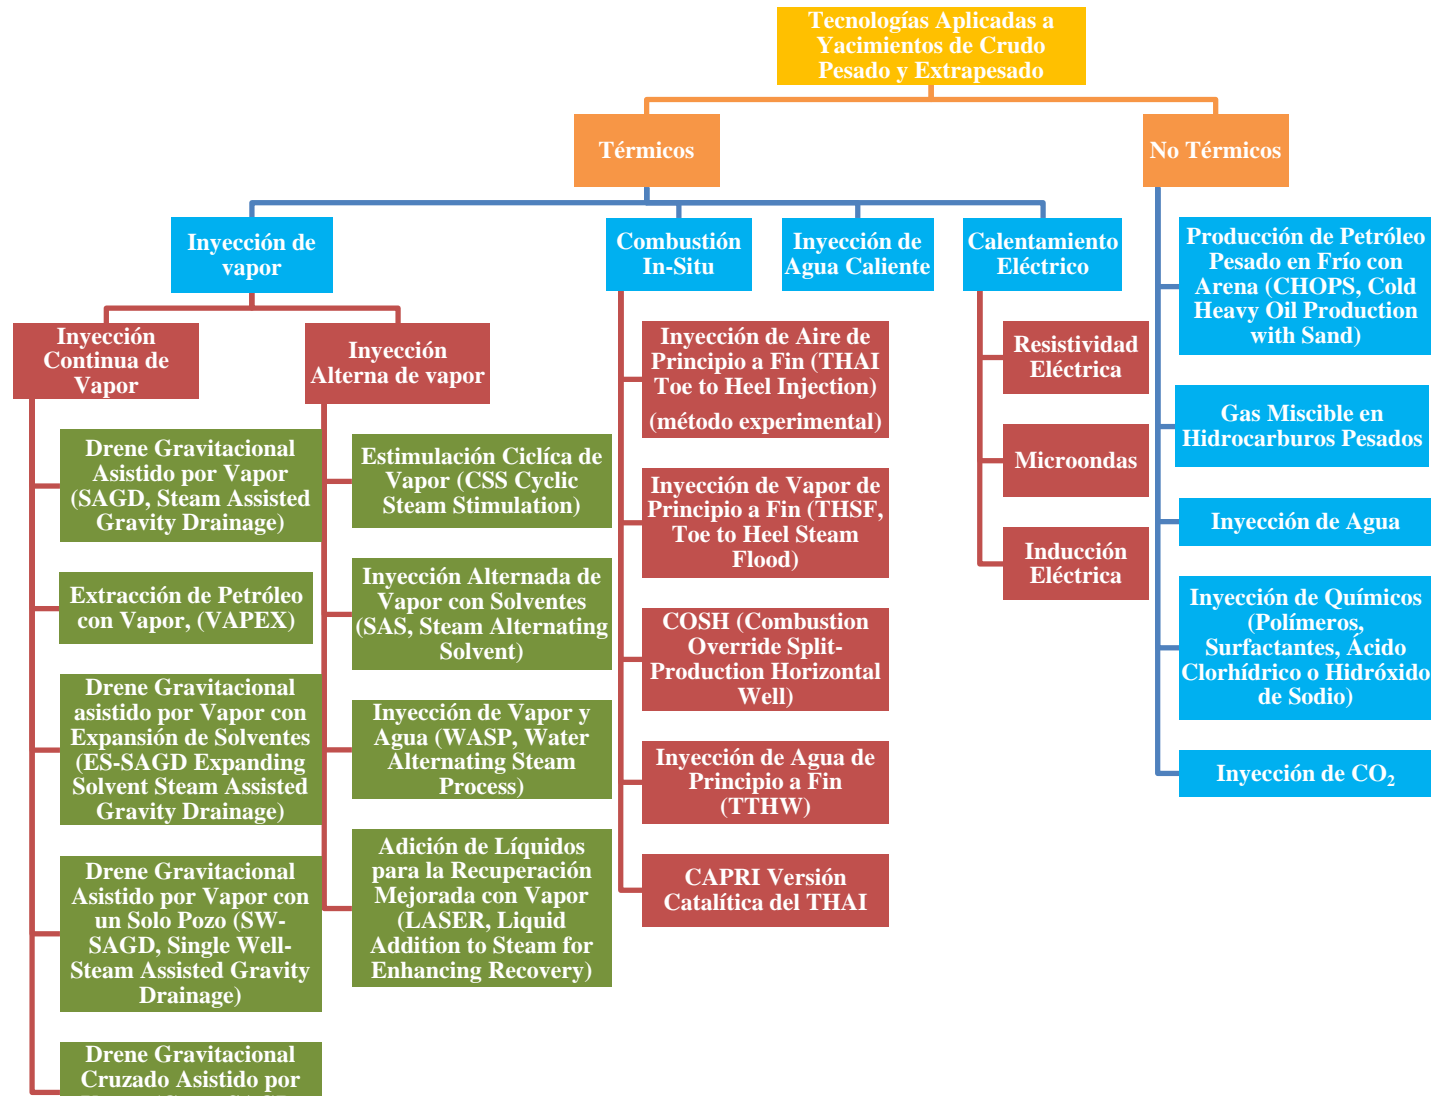 Tecnologías Aplicadas a
Yacimientos de Crudo
Pesado y Extrapesado
Térmicos
No Térmicos
Inyección de
vapor
Combustión
In-Situ
Inyección de
Agua Caliente
Calentamiento
Eléctrico
Inyección
Continua de
Vapor
Drene Gravitacional
Asistido por Vapor
(SAGD, Steam Assisted
Gravity Drainage)
Extracción de Petróleo
con Vapor, (VAPEX)
Drene Gravitacional
asistido por Vapor con
Expansión de Solventes
(ES-SAGD Expanding
Solvent Steam Assisted
Gravity Drainage)
Drene Gravitacional
Asistido por Vapor con
un Solo Pozo (SW-
SAGD, Single Well-
Steam Assisted Gravity
Drainage)
Drene Gravitacional
Cruzado Asistido por
Inyección
Alterna de vapor
Estimulación Ciclíca de
Vapor (CSS Cyclic
Steam Stimulation)
Inyección Alternada de
Vapor con Solventes
(SAS, Steam Alternating
Solvent)
Inyección de Vapor y
Agua (WASP, Water
Alternating Steam
Process)
Adición de Líquidos
para la Recuperación
Mejorada con Vapor
(LASER, Liquid
Addition to Steam for
Enhancing Recovery)
Inyección de Aire de
Principio a Fin (THAI
Toe to Heel Injection)
(método experimental)
Inyección de Vapor de
Principio a Fin (THSF,
Toe to Heel Steam
Flood)
COSH (Combustion
Override Split-
Production Horizontal
Well)
Inyección de Agua de
Principio a Fin
(TTHW)
CAPRI Versión
Catalítica del THAI
Resistividad
Eléctrica
Microondas
Inducción
Eléctrica
Producción de Petróleo
Pesado en Frío con
Arena (CHOPS, Cold
Heavy Oil Production
with Sand)
Gas Miscible en
Hidrocarburos Pesados
Inyección de Agua
Inyección de Químicos
(Polímeros,
Surfactantes, Ácido
Clorhídrico o Hidróxido
de Sodio)
Inyección de CO₂